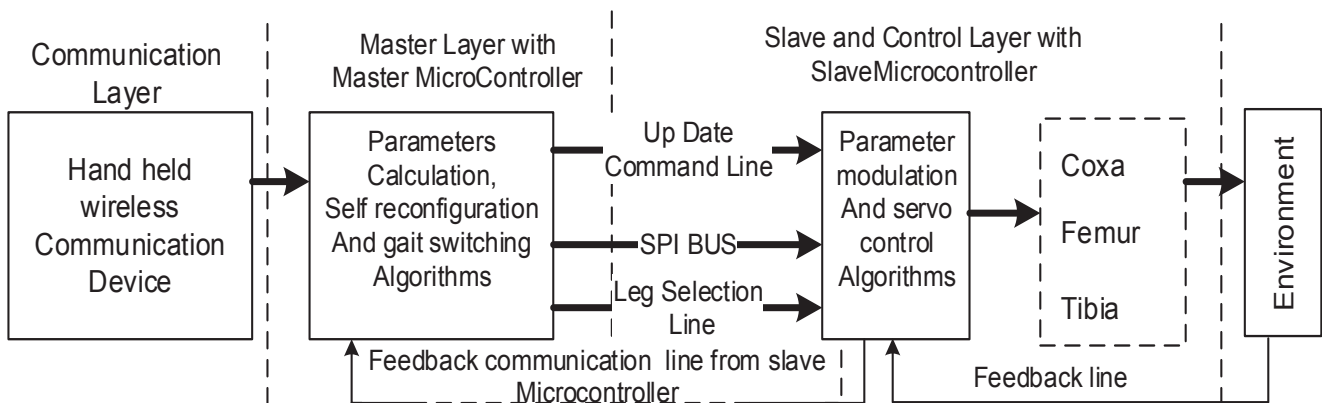 Communication
Layer
Hand held
wireless
Communication
Device
Master Layer with
Master MicroController
Parameters
Calculation,
Self reconfiguration
And gait switching
Algorithms
Up Date
Command Line
SPI BUS
Leg Selection
Line
Feedback communication line from slave
Microcontroller
Slave and Control Layer with
SlaveMicrocontroller
Parameter
modulation
And servo
control
Algorithms
Coxa
Femur
Tibia
Feedback line
Environment